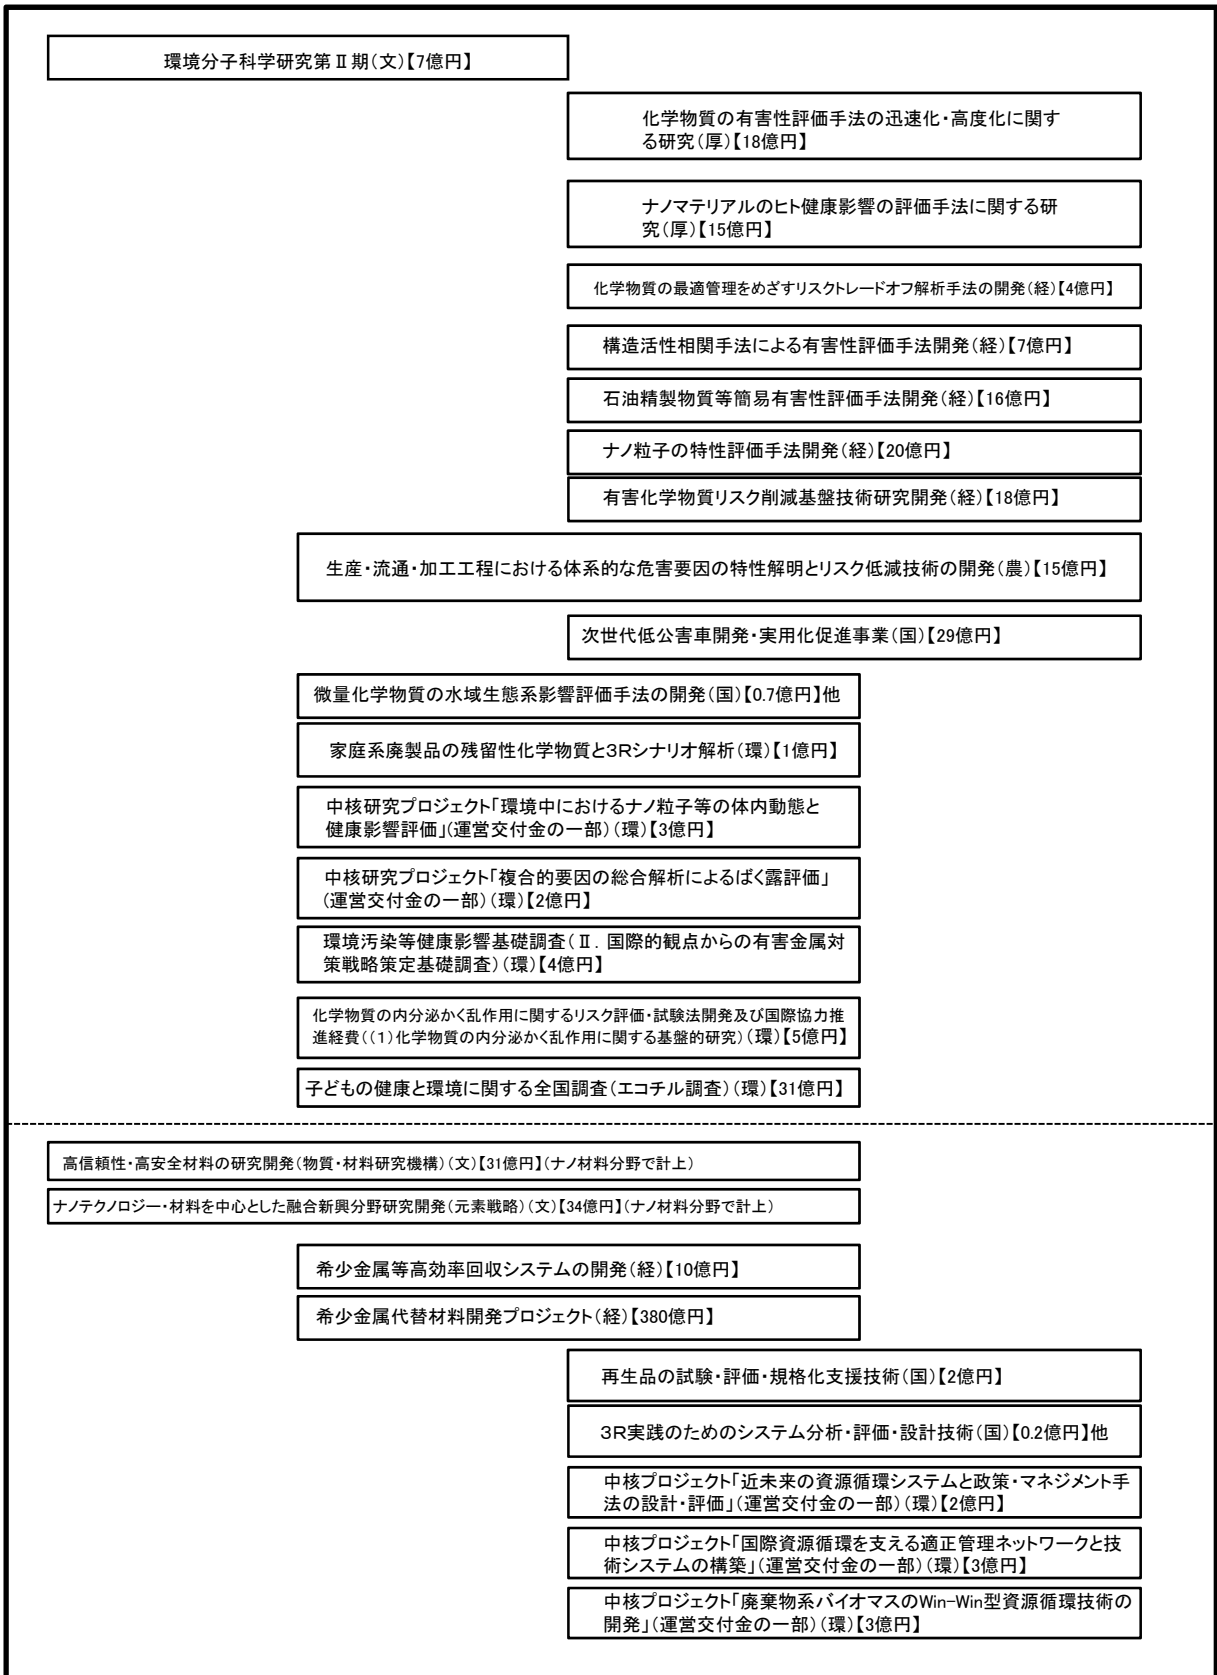 環境分子科学研究第Ⅱ期(文)【7億円】
化学物質の有害性評価手法の迅速化・高度化に関す
る研究(厚)【18億円】
ナノマテリアルのヒト健康影響の評価手法に関する研
究(厚)【15億円】
化学物質の最適管理をめざすリスクトレードオフ解析手法の開発(経)【4億円】
構造活性相関手法による有害性評価手法開発(経)【7億円】
石油精製物質等簡易有害性評価手法開発(経)【16億円】
ナノ粒子の特性評価手法開発(経)【20億円】
有害化学物質リスク削減基盤技術研究開発(経)【18億円】
生産・流通・加工工程における体系的な危害要因の特性解明とリスク低減技術の開発(農)【15億円】
次世代低公害車開発・実用化促進事業(国)【29億円】
微量化学物質の水域生態系影響評価手法の開発(国)【0.7億円】他
家庭系廃製品の残留性化学物質と3Rシナリオ解析(環)【1億円】
中核研究プロジェクト「環境中におけるナノ粒子等の体内動態と
健康影響評価」(運営交付金の一部)(環)【3億円】
中核研究プロジェクト「複合的要因の総合解析によるばく露評価」
(運営交付金の一部)(環)【2億円】
環境汚染等健康影響基礎調査(Ⅱ．国際的観点からの有害金属対
策戦略策定基礎調査)(環)【4億円】
化学物質の内分泌かく乱作用に関するリスク評価・試験法開発及び国際協力推
進経費((1)化学物質の内分泌かく乱作用に関する基盤的研究)(環)【5億円】
子どもの健康と環境に関する全国調査(エコチル調査)(環)【31億円】
高信頼性・高安全材料の研究開発(物質・材料研究機構)(文)【31億円】(ナノ材料分野で計上)
ナノテクノロジー・材料を中心とした融合新興分野研究開発(元素戦略)(文)【34億円】(ナノ材料分野で計上)
希少金属等高効率回収システムの開発(経)【10億円】
希少金属代替材料開発プロジェクト(経)【380億円】
再生品の試験・評価・規格化支援技術(国)【2億円】
3R実践のためのシステム分析・評価・設計技術(国)【0.2億円】他
中核プロジェクト「近未来の資源循環システムと政策・マネジメント手
法の設計・評価」(運営交付金の一部)(環)【2億円】
中核プロジェクト「国際資源循環を支える適正管理ネットワークと技
術システムの構築」(運営交付金の一部)(環)【3億円】
中核プロジェクト「廃棄物系バイオマスのWin-Win型資源循環技術の
開発」(運営交付金の一部)(環)【3億円】